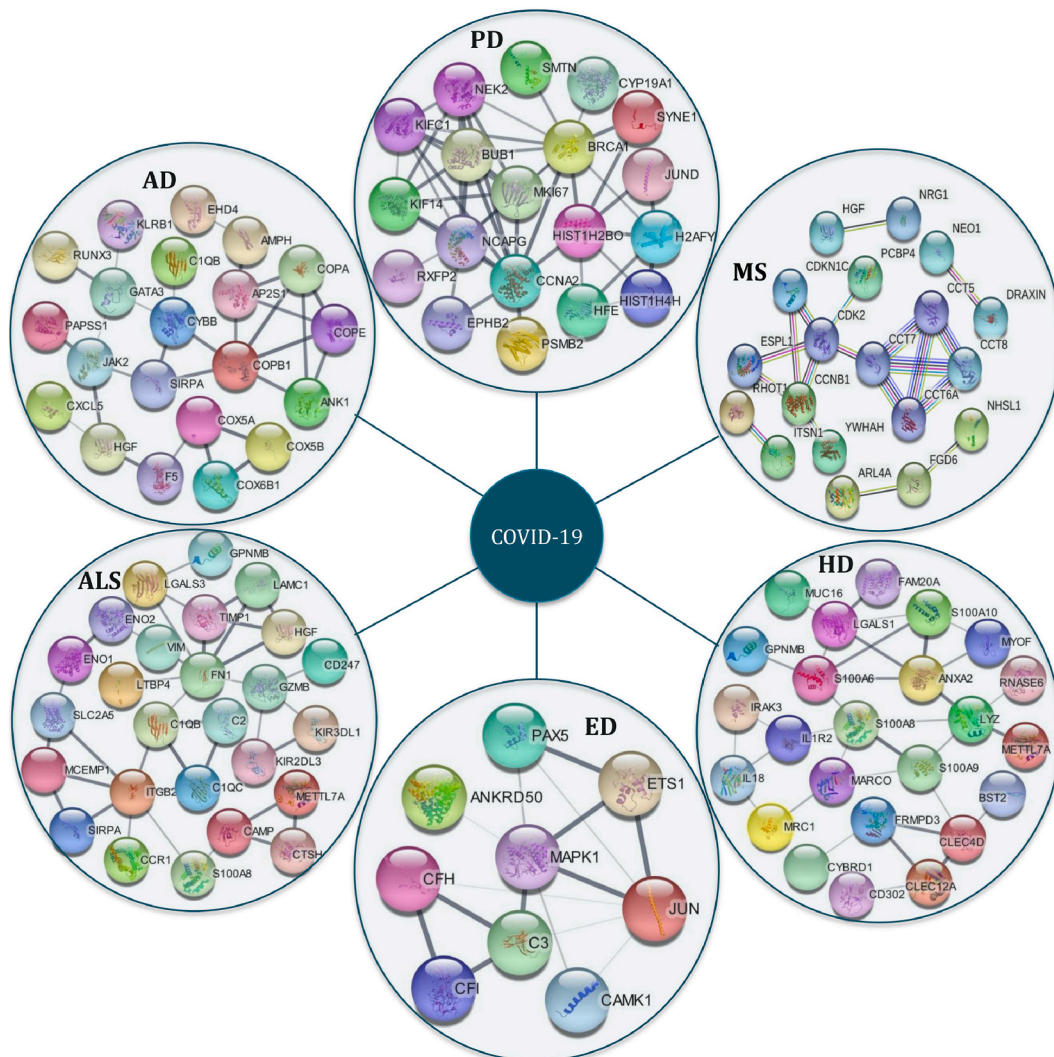 PD
SMTN
NEK2
CYP19A1
SYNE1
KIFC1
BRCA1
BUB1
JUND
MKI67
KIF14
NCAPG
HIST1H2BO
H2AFY
RXFP2
CCNA2
HIST1H4H
HFE
EPHB2
PSMB2
AD
EHD4
KLRB1
AMPH
RUNX3
C1QB
COPA
GATA3
AP2S1
PAPSS1
CYBB
COPE
JAK2
COPB1
SIRPA
CXCL5
ANK1
COX5A
HGF
COX5B
F5
COX6B1
MS
NRG1
HGF
NEO1
PCBP4
CDKN1C
CCT5
DRAXIN
CDK2
ESPL1
CCT7
CCT8
CCNB1
RHOT1
CCT6A
NHSL1
ITSN1
YWHAH
FGD6
ARL4A
COVID-19
ALS
GPNMB
LGALS3
LAMC1
ENO2
TIMP1
HGF
VIM
ENO1
FN1
CD247
LTBP4
GZMB
SLC2A5
C1QB
C2
KIR3DL1
KIR2DL3
MCEMP1
ITGB2
C1QC
METTL7A
SIRPA
CAMP
CCR1
CTSH
S100A8
ED
PAX5
ETS1
ANKRD50
MAPK1
CFH
JUN
C3
CFI
CAMK1
HD
FAM20A
MUC16
S100A10
LGALS1
MYOF
GPNMB
S100A6
ANXA2
RNASE6
IRAK3
S100A8
LYZ
IL1R2
METTL7A
IL18
MARCO
S100A9
BST2
MRC1
FRMPD3
CLEC4D
CYBRD1
CLEC12A
CD302